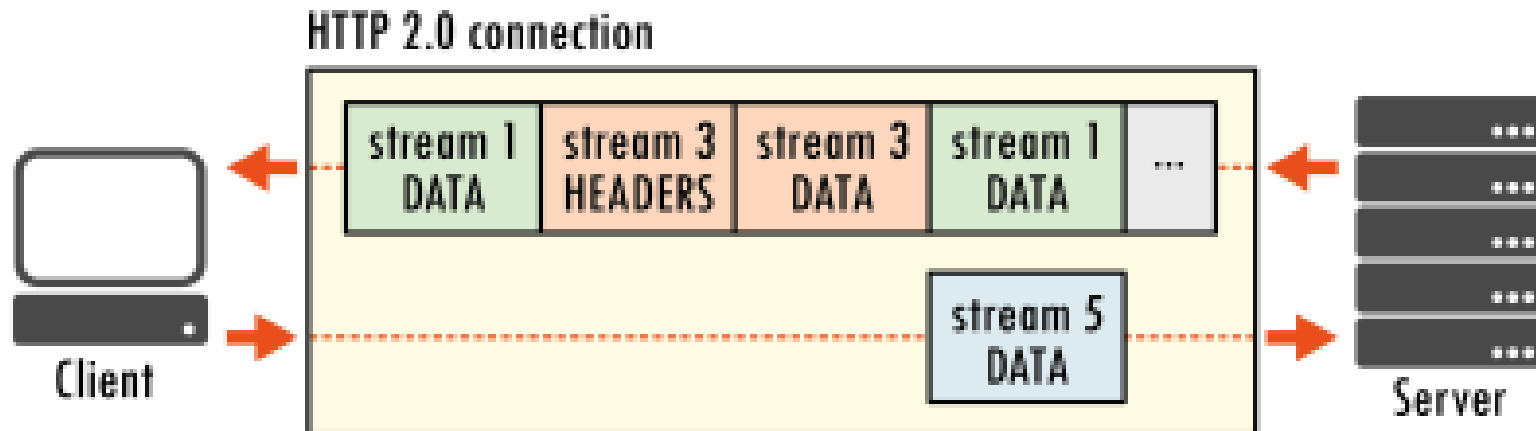 HTTP 2.0 connection
stream 1
DATA
stream 3
HEADERS
stream 3
DATA
stream 1
DATA
...
stream 5
DATA
Client
Server